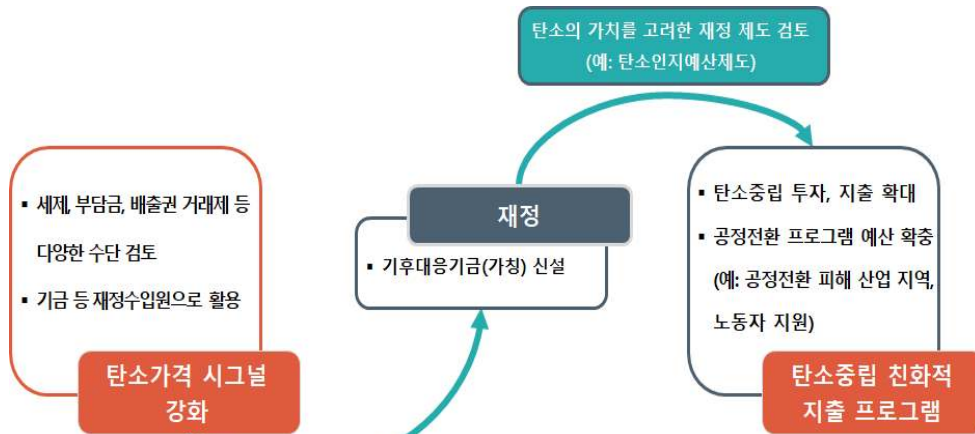 탄소의 가치를 고려한 재정 제도 검토
(예: 탄소인지예산제도)
▪ 세제, 부담금, 배출권 거래제 등
다양한 수단 검토
▪ 기금 등 재정수입원으로 활용
탄소가격 시그널
강화
재정
▪ 기후대응기금(가칭) 신설
▪ 탄소중립 투자, 지출 확대
▪ 공정전환 프로그램 예산 확충
(예: 공정전환 피해 산업 지역,
노동자 지원)
탄소중립 친화적
지출 프로그램